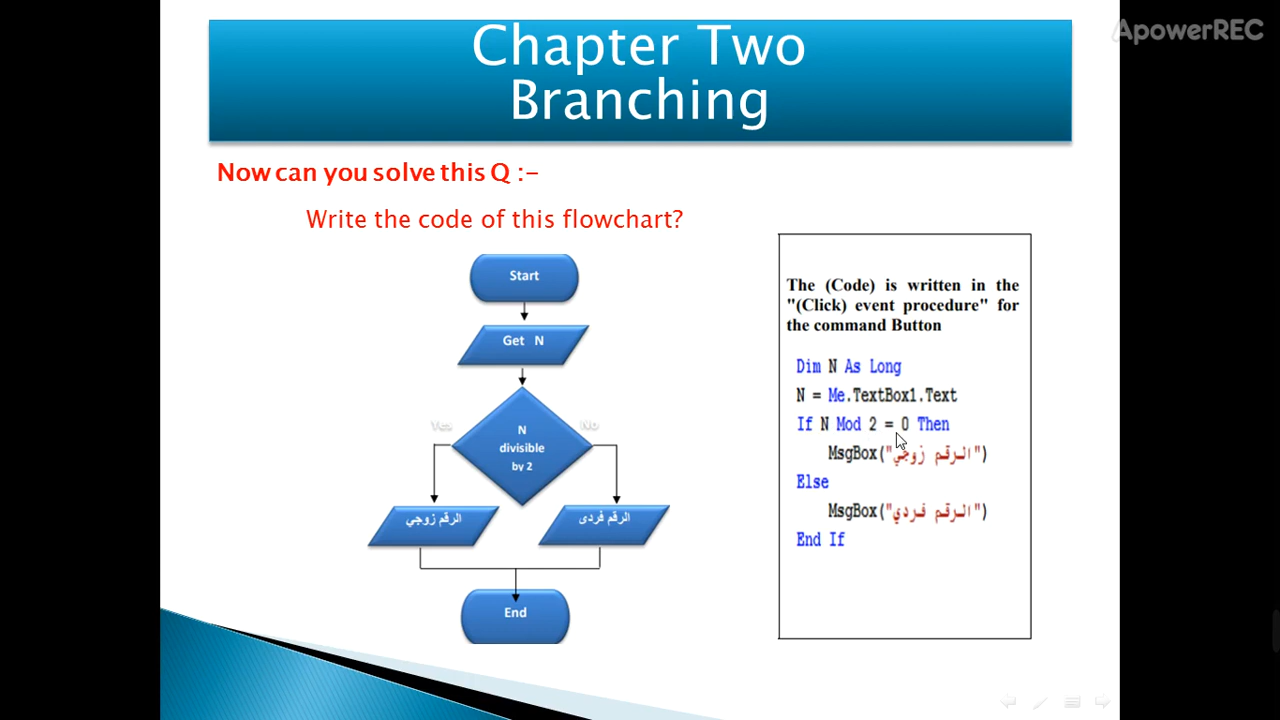 ApowerREC
Chapter Two
Branching
Now can you solve this Q :-
Write the code of this flowchart?
Start
Get N
Yes
No
N
divisible
by 2
الرقم زوجي
الرقم فردى
End
The (Code) is written in the
"(Click) event procedure" for
the command Button
Dim N As Long
N = Me.TextBox1.Text
If N Mod 2 = 0 Then
MsgBox("الرقم زوجي")
Else
MsgBox("الرقم فردي")
End If